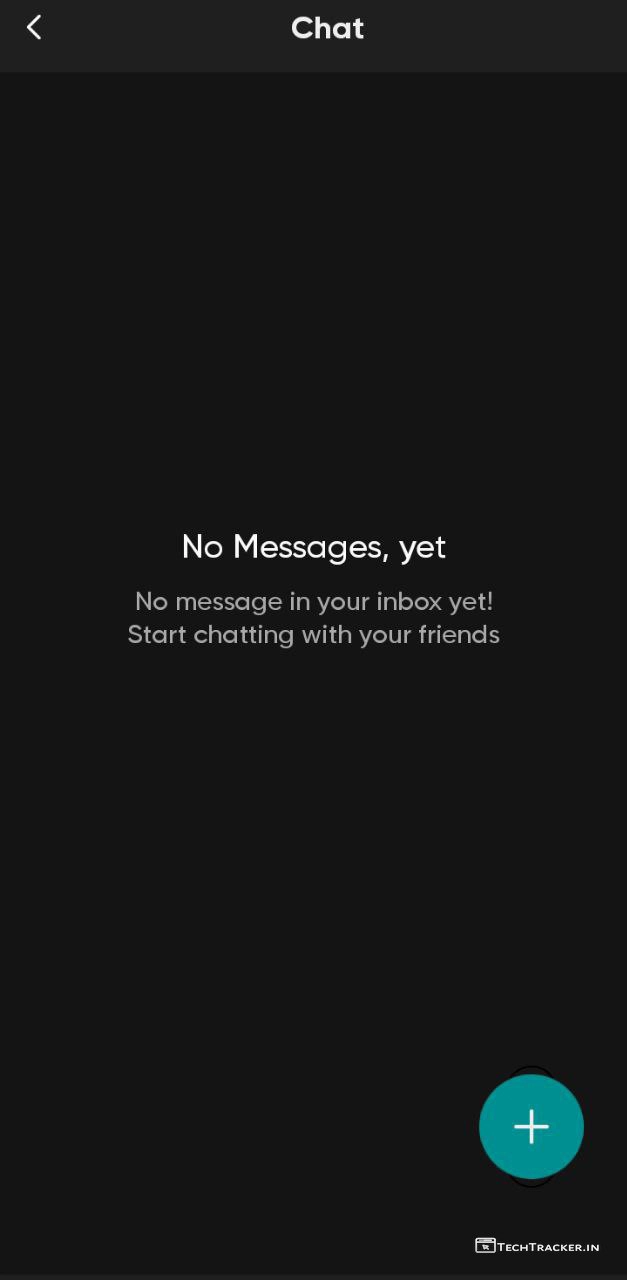 Chat
No Messages, yet
No message in your inbox yet!
Start chatting with your friends
TECHTRACKER.IN